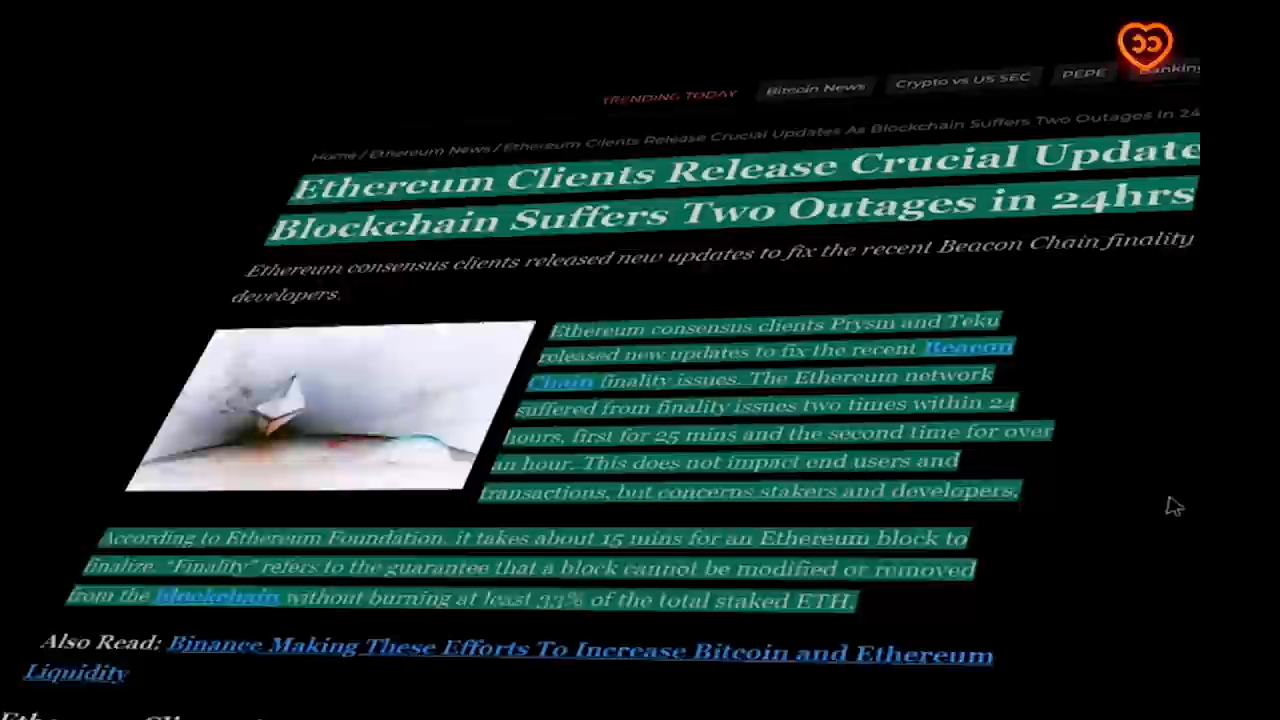 TRENDING TODAY Bitcoin News Crypto vs US SEC PEPE Banking
Home / Ethereum News / Ethereum Clients Release Crucial Updates As Blockchain Suffers Two Outages In 24
Ethereum Clients Release Crucial Update
Blockchain Suffers Two Outages in 24hrs
Ethereum consensus clients released new updates to fix the recent Beacon Chain finality
developers.
Ethereum consensus clients Prysm and Teku
released new updates to fix the recent Beacon
Chain finality issues. The Ethereum network
suffered from finality issues two times within 24
hours, first for 25 mins and the second time for over
an hour. This does not impact end users and
transactions, but concerns stakers and developers.
According to Ethereum Foundation, it takes about 15 mins for an Ethereum block to
finalize. "Finality" refers to the guarantee that a block cannot be modified or removed
from the Blockchain without burning at least 33% of the total staked ETH.
Also Read: Binance Making These Efforts To Increase Bitcoin and Ethereum
Liquidity